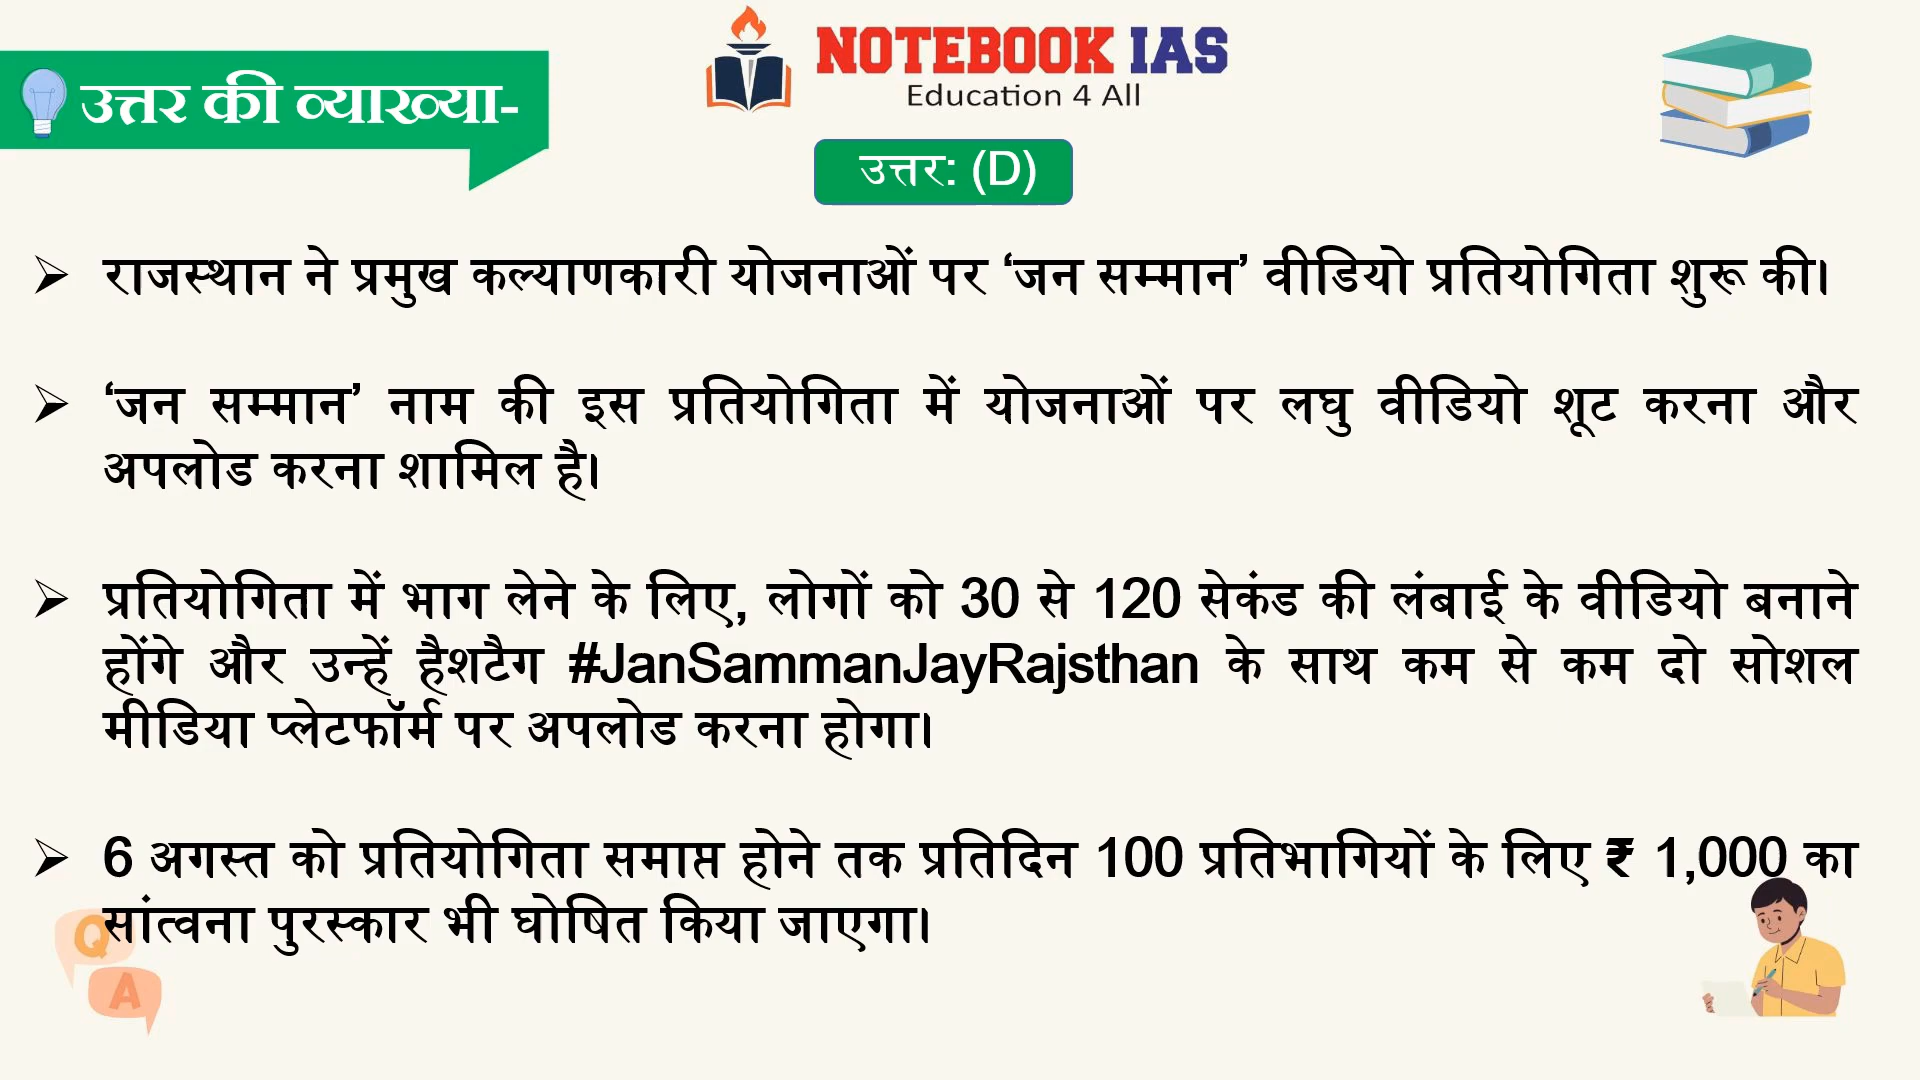 NOTEBOOK IAS
Education 4 All
उत्तर की व्याख्या-
उत्तर: (D)
राजस्थान ने प्रमुख कल्याणकारी योजनाओं पर ‘जन सम्मान’ वीडियो प्रतियोगिता शुरू की।
‘जन सम्मान’ नाम की इस प्रतियोगिता में योजनाओं पर लघु वीडियो शूट करना और
अपलोड करना शामिल है।
प्रतियोगिता में भाग लेने के लिए, लोगों को 30 से 120 सेकंड की लंबाई के वीडियो बनाने
होंगे और उन्हें हैशटैग #JanSammanJayRajsthan के साथ कम से कम दो सोशल
मीडिया प्लेटफॉर्म पर अपलोड करना होगा।
6 अगस्त को प्रतियोगिता समाप्त होने तक प्रतिदिन 100 प्रतिभागियों के लिए ₹ 1,000 का
सांत्वना पुरस्कार भी घोषित किया जाएगा।
Q
A